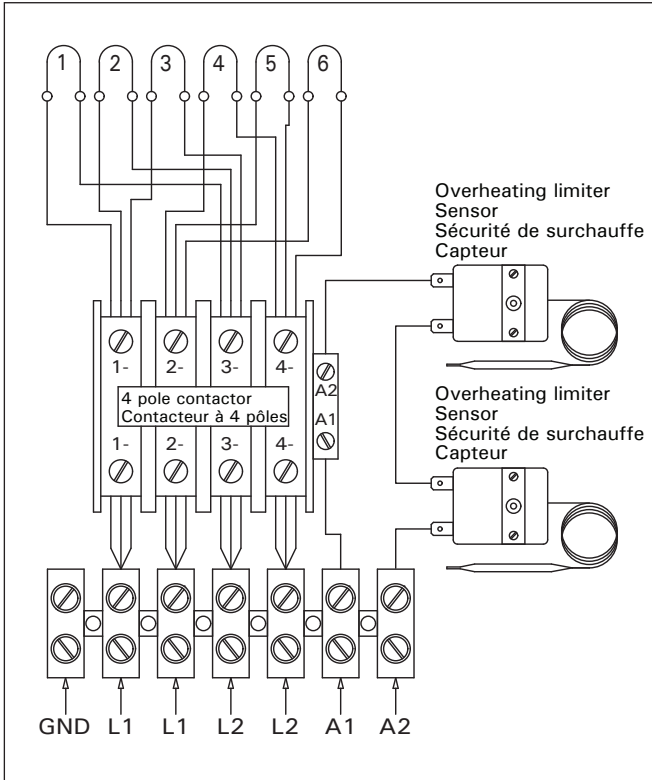 1 2 3 4 5 6
Overheating limiter
Sensor
Sécurité de surchauffe
Capteur
1- 2- 3- 4-
A2
4 pole contactor
Contacteur à 4 pôles
A1
1- 2- 3- 4-
Overheating limiter
Sensor
Sécurité de surchauffe
Capteur
GND L1 L1 L2 L2 A1 A2